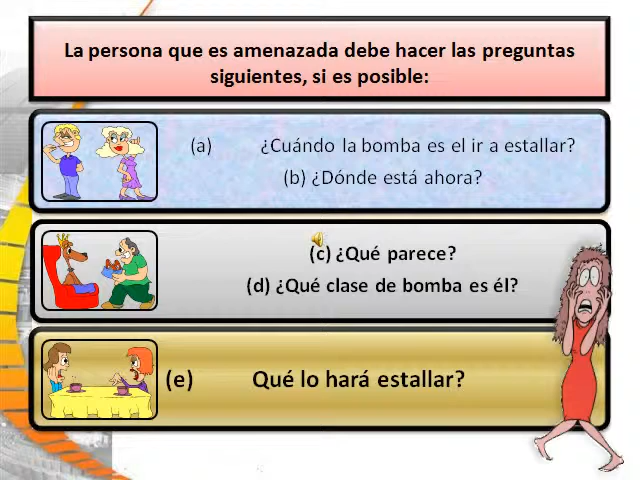 La persona que es amenazada debe hacer las preguntas
siguientes, si es posible:
(a) ¿Cuándo la bomba es el ir a estallar?
(b) ¿Dónde está ahora?
(c) ¿Qué parece?
(d) ¿Qué clase de bomba es él?
(e) Qué lo hará estallar?